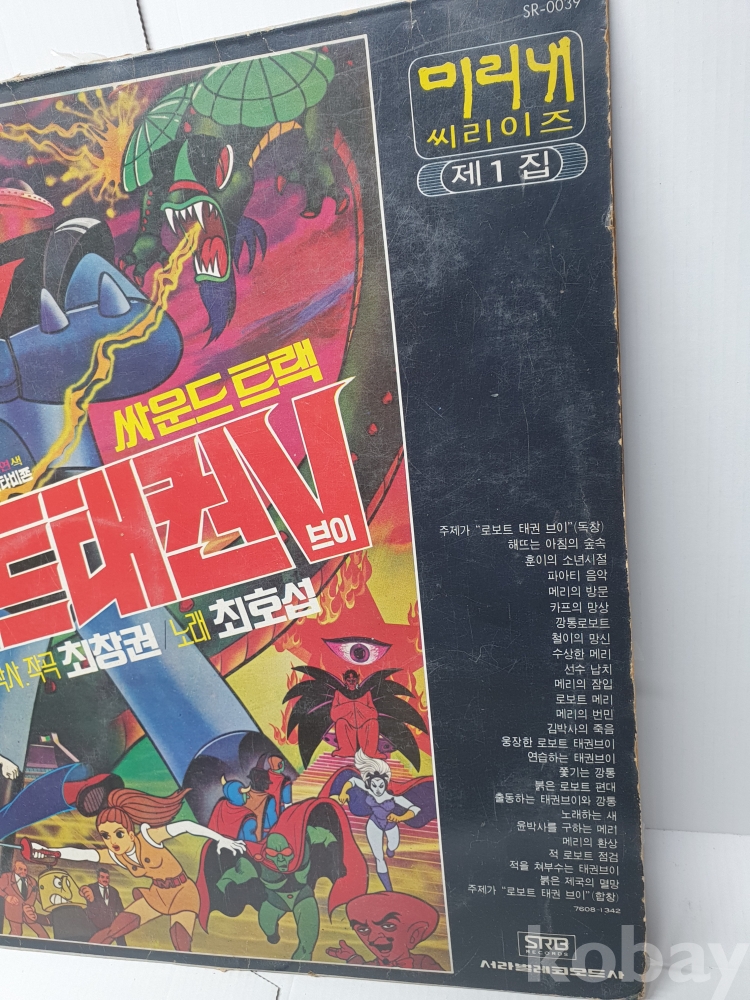 SR-0039
미리내
씨리이즈
제1집
싸운드트랙
트태권V
브이
작곡 최창권 / 노래 최호섭
주제가 “로보트 태권 브이”(독창)
해뜨는 아침의 숲속
훈이의 소년시절
파아티 음악
메리의 방문
카프의 망상
깡통로보트
철이의 망신
수상한 메리
선수 납치
메리의 잠입
로보트 메리
메리의 번민
김박사의 죽음
웅장한 로보트 태권브이
연습하는 태권브이
쫓기는 깡통
붉은 로보트 편대
출동하는 태권브이와 깡통
노래하는 새
윤박사를 구하는 메리
메리의 환상
적 로보트 점검
적을 쳐부수는 태권브이
붉은 제국의 멸망
주제가 “로보트 태권 브이”(합창)
7608-1342
SRB
RECORDS
서라벌레코오드사
kobay